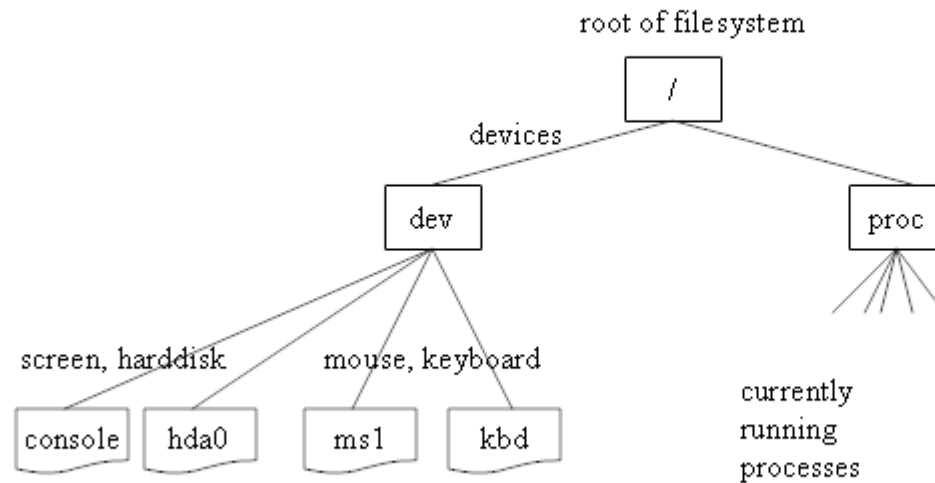 root of filesystem
/
devices
dev
proc
screen, harddisk
mouse, keyboard
console
hda0
ms1
kbd
currently
running
processes